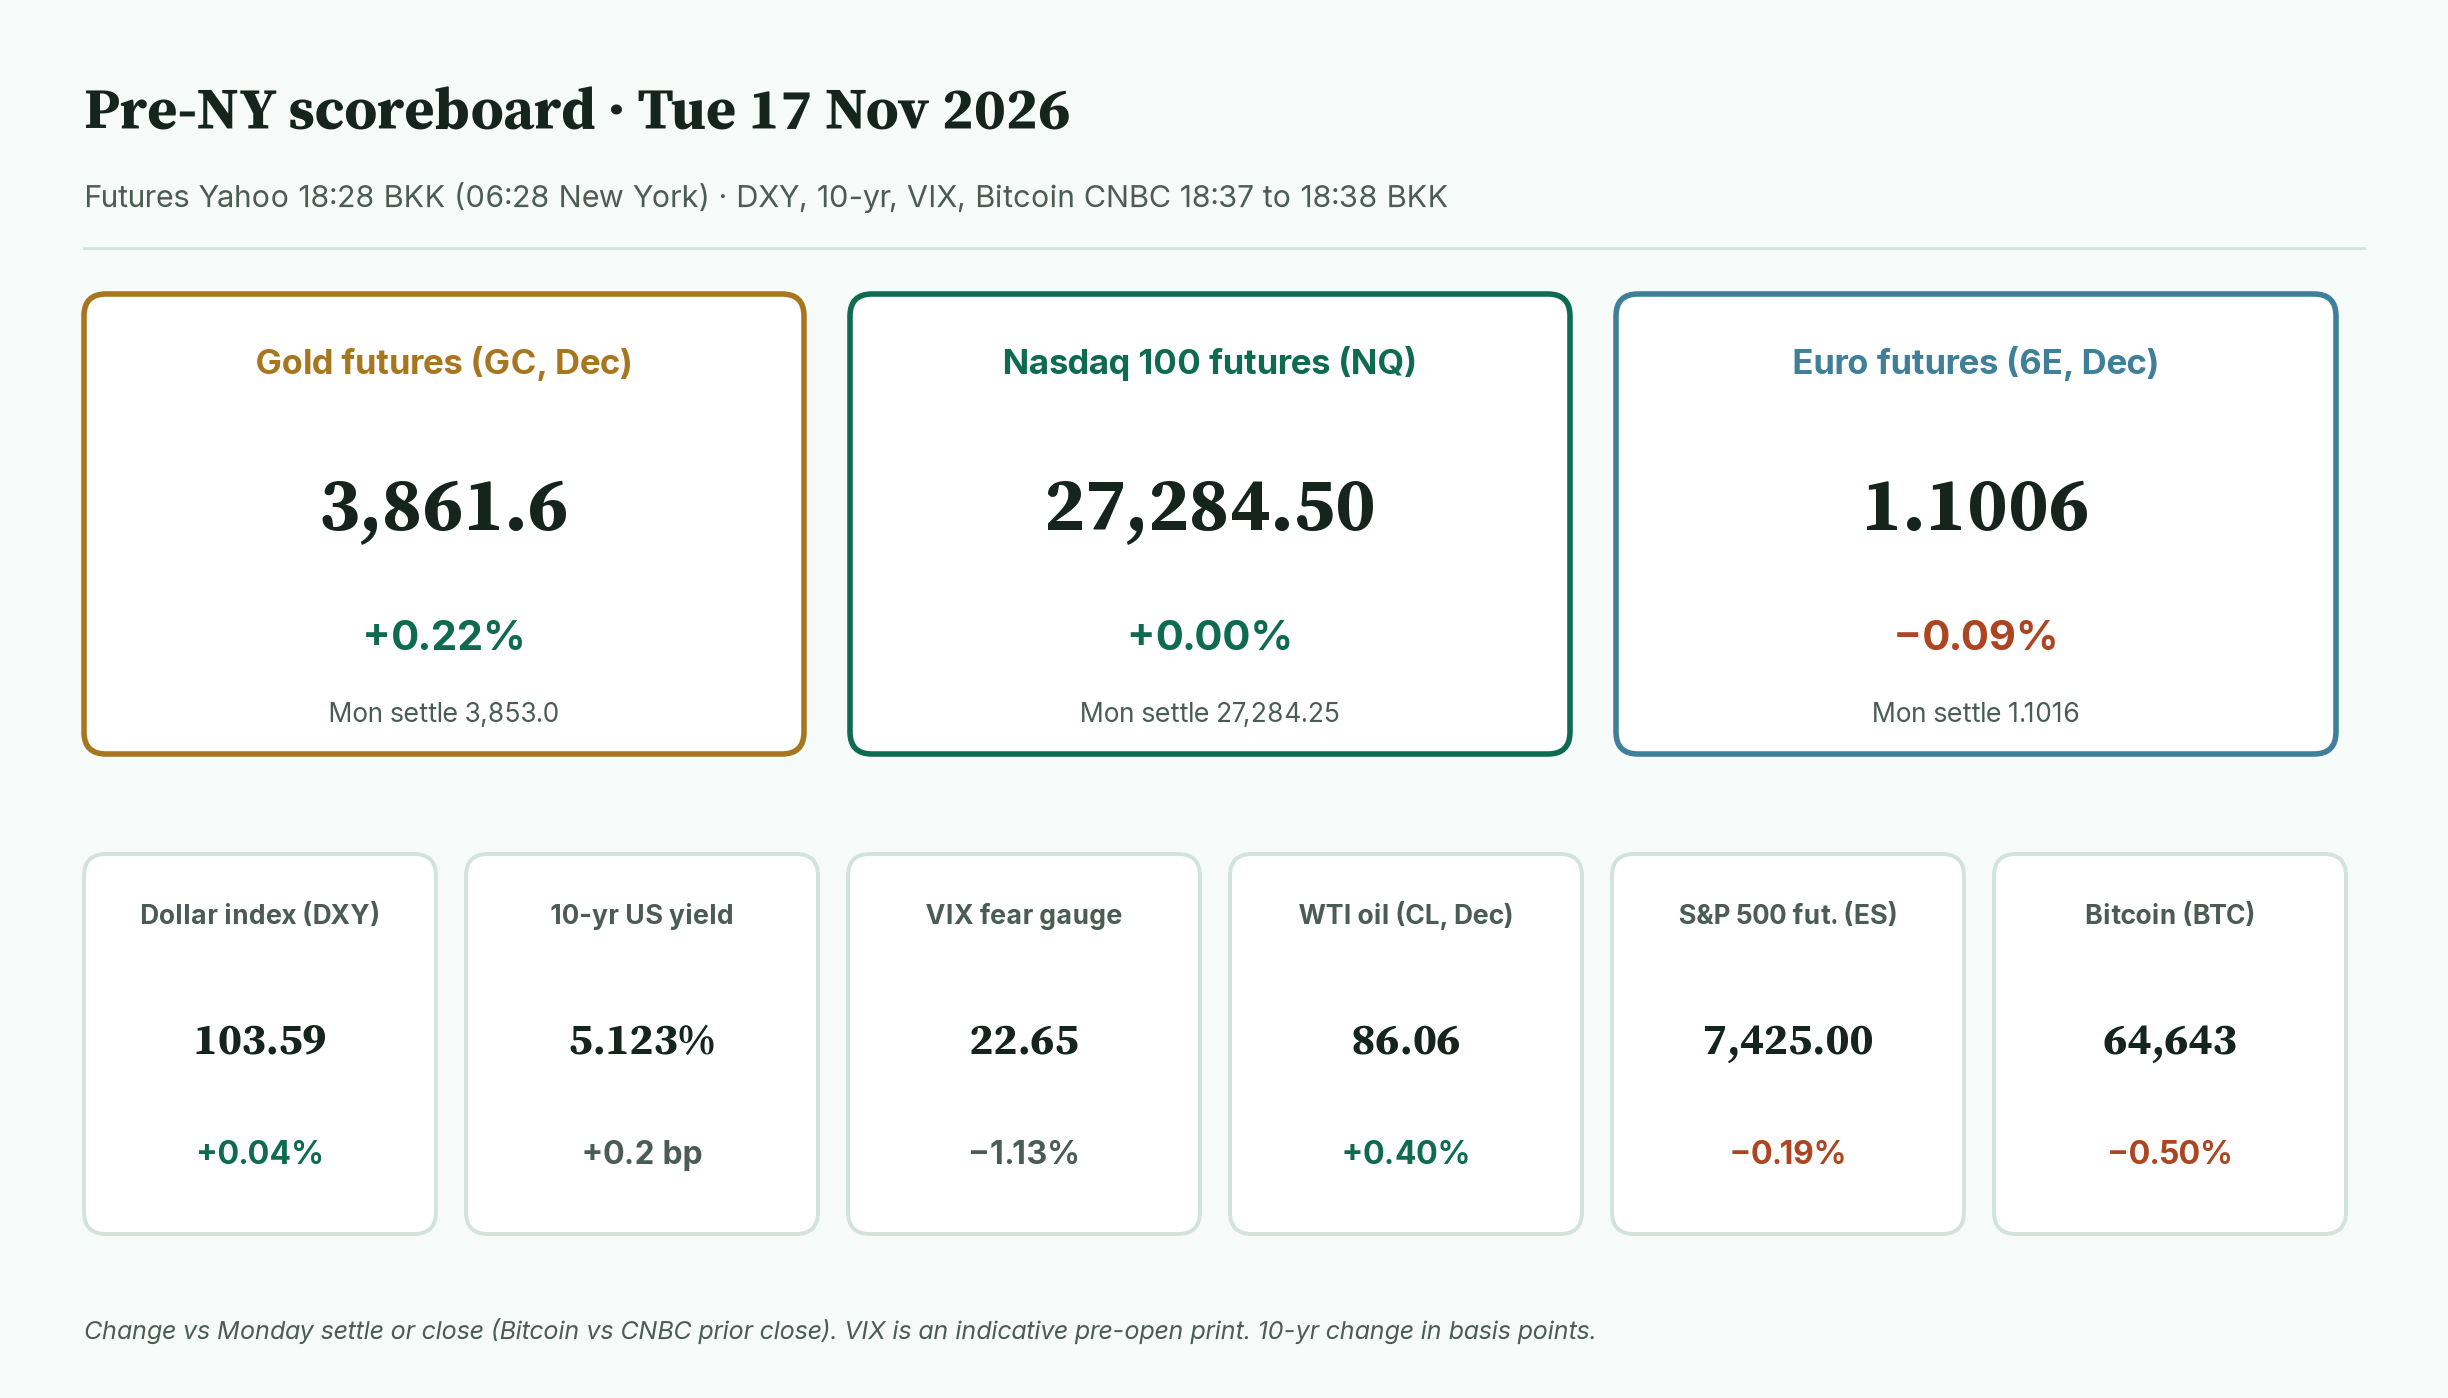 Pre-NY scoreboard · Tue 17 Nov 2026
Futures Yahoo 18:28 BKK (06:28 New York) · DXY, 10-yr, VIX, Bitcoin CNBC 18:37 to 18:38 BKK
Gold futures (GC, Dec)
3,861.6
+0.22%
Mon settle 3,853.0
Nasdaq 100 futures (NQ)
27,284.50
+0.00%
Mon settle 27,284.25
Euro futures (6E, Dec)
1.1006
−0.09%
Mon settle 1.1016
Dollar index (DXY)
103.59
+0.04%
10-yr US yield
5.123%
+0.2 bp
VIX fear gauge
22.65
−1.13%
WTI oil (CL, Dec)
86.06
+0.40%
S&P 500 fut. (ES)
7,425.00
−0.19%
Bitcoin (BTC)
64,643
−0.50%
Change vs Monday settle or close (Bitcoin vs CNBC prior close). VIX is an indicative pre-open print. 10-yr change in basis points.